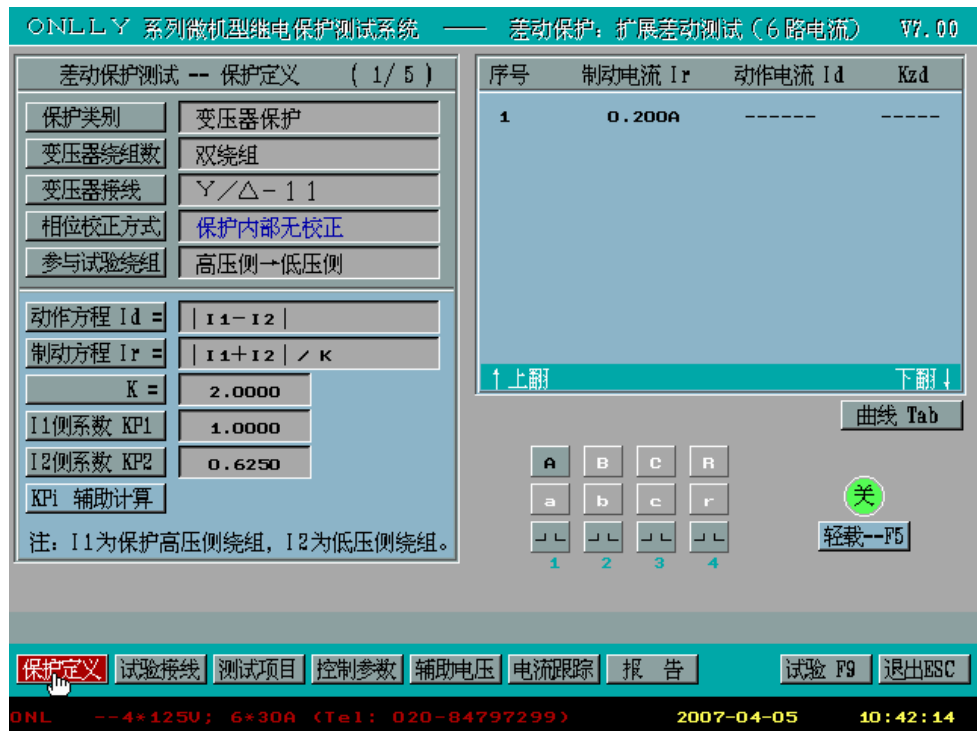 ONLLY 系列微机型继电保护测试系统 —— 差动保护：扩展差动测试（6路电流） V7.00
差动保护测试 -- 保护定义 ( 1/ 5 )
保护类别 变压器保护
变压器绕组数 双绕组
变压器接线 Y／△－11
相位校正方式 保护内部无校正
参与试验绕组 高压侧→低压侧
动作方程 Id = |I1-I2|
制动方程 Ir = |I1+I2| / K
K = 2.0000
I1侧系数 KP1 1.0000
I2侧系数 KP2 0.6250
KPi 辅助计算
注：I1为保护高压侧绕组，I2为低压侧绕组。
序号 制动电流 Ir 动作电流 Id Kzd
1 0.200A ------ -----
↑上翻 下翻↓
曲线 Tab
A B C R
a b c r
1 2 3 4
关
轻载--F5
保护定义 试验接线 测试项目 控制参数 辅助电压 电流跟踪 报 告 试验 F9 退出ESC
ONL --4*125V; 6*30A (Tel: 020-84797299) 2007-04-05 10:42:14